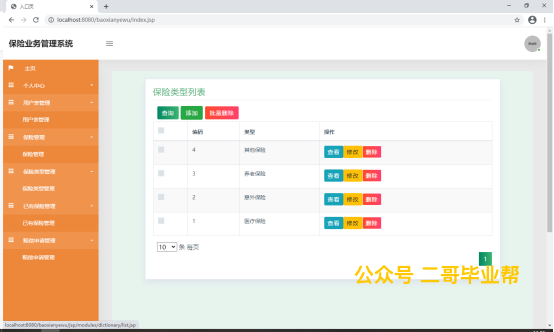 入口页
localhost:8080/baoxianyewu/index.jsp
保险业务管理系统
主页
个人中心
用户表管理
用户表管理
保险管理
保险管理
保险类型管理
保险类型管理
已有保险管理
已有保险管理
赔偿申请管理
赔偿申请管理
保险类型列表
查询 添加 批量删除
编码 类型 操作
4 其他保险 查看 修改 删除
3 养老保险 查看 修改 删除
2 意外保险 查看 修改 删除
1 医疗保险 查看 修改 删除
10 条 每页
1
公众号 二哥毕业帮
localhost:8080/baoxianyewu/jsp/modules/dictionary/list.jsp